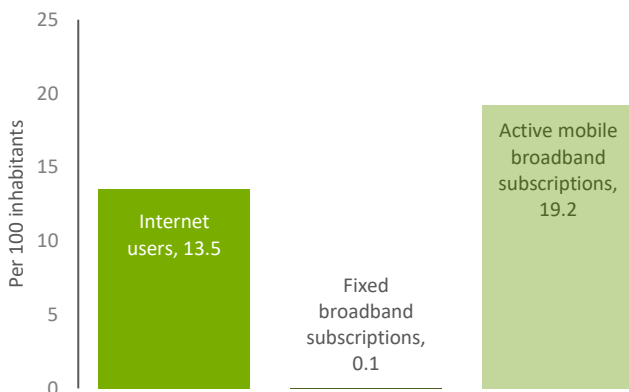 25
20
15
10
5
0
Per 100 inhabitants
Internet
users, 13.5
Fixed
broadband
subscriptions,
0.1
Active mobile
broadband
subscriptions,
19.2